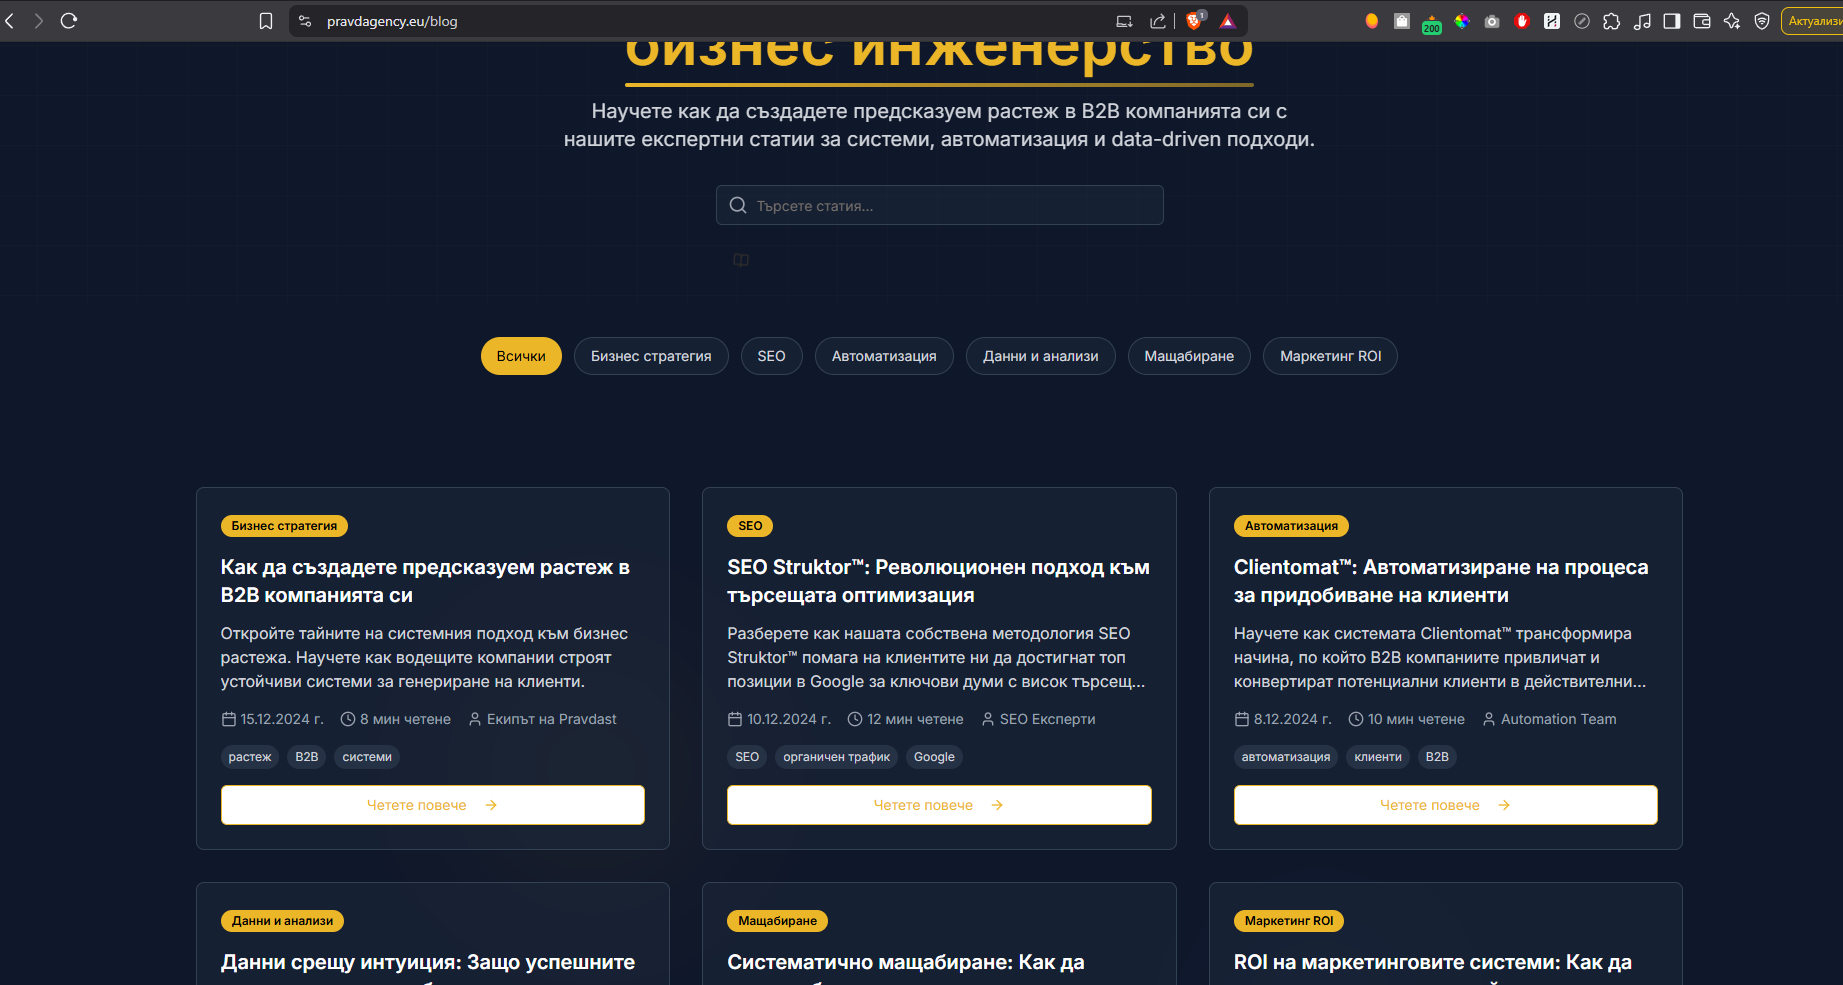 pravdagency.eu/blog
1
200
Актуализи
бизнес инженерство
Научете как да създадете предсказуем растеж в B2B компанията си с
нашите експертни статии за системи, автоматизация и data-driven подходи.
Търсете статия...
Всички
Бизнес стратегия
SEO
Автоматизация
Данни и анализи
Мащабиране
Маркетинг ROI
Бизнес стратегия
Как да създадете предсказуем растеж в
B2B компанията си
Открийте тайните на системния подход към бизнес
растежа. Научете как водещите компании строят
устойчиви системи за генериране на клиенти.
15.12.2024 г. 8 мин четене Екипът на Pravdast
растеж B2B системи
Четете повече
SEO
SEO Struktor™: Революционен подход към
търсещата оптимизация
Разберете как нашата собствена методология SEO
Struktor™ помага на клиентите ни да достигнат топ
позиции в Google за ключови думи с висок търсещ...
10.12.2024 г. 12 мин четене SEO Експерти
SEO органичен трафик Google
Четете повече
Автоматизация
Clientomat™: Автоматизиране на процеса
за придобиване на клиенти
Научете как системата Clientomat™ трансформира
начина, по който B2B компаниите привличат и
конвертират потенциални клиенти в действителни...
8.12.2024 г. 10 мин четене Automation Team
автоматизация клиенти B2B
Четете повече
Данни и анализи
Данни срещу интуиция: Защо успешните
Мащабиране
Систематично мащабиране: Как да
Маркетинг ROI
ROI на маркетинговите системи: Как да